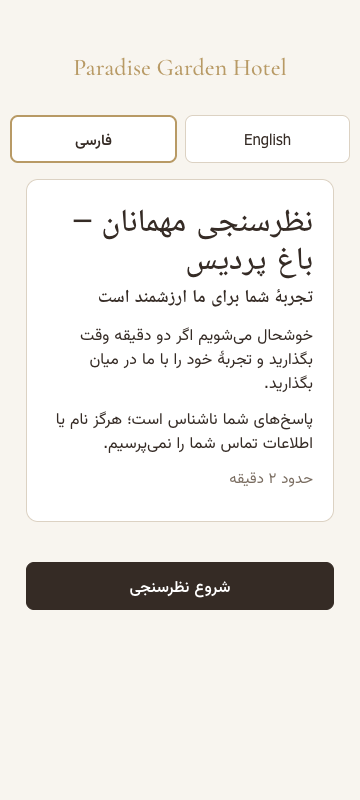 Paradise Garden Hotel
فارسی
English
نظرسنجی مهمانان –
باغ پردیس
تجربهٔ شما برای ما ارزشمند است
خوشحال می‌شویم اگر دو دقیقه وقت
بگذارید و تجربهٔ خود را با ما در میان
بگذارید.
پاسخ‌های شما ناشناس است؛ هرگز نام یا
اطلاعات تماس شما را نمی‌پرسیم.
حدود ۲ دقیقه
شروع نظرسنجی